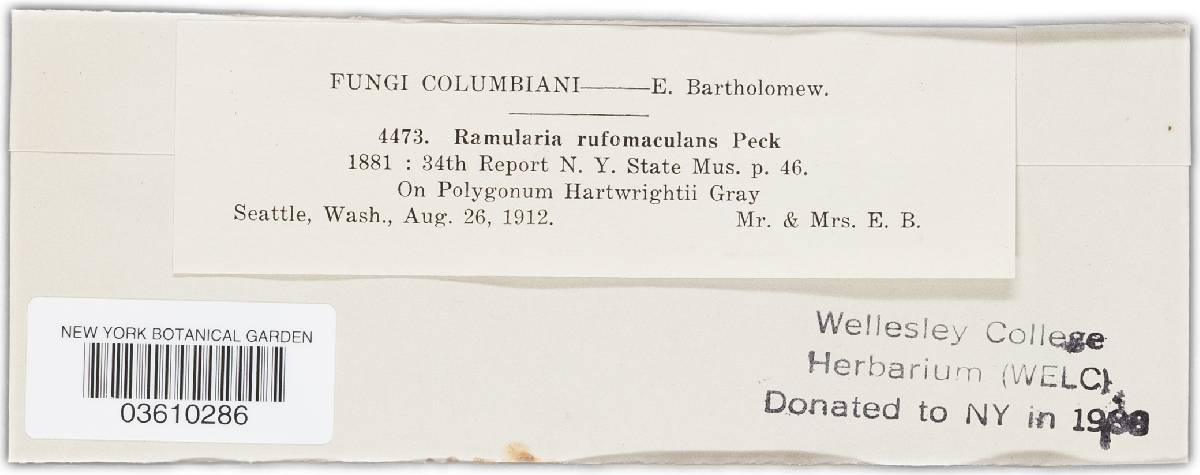 FUNGI COLUMBIANI——E. Bartholomew.
4473. Ramularia rufomaculans Peck
1881 : 34th Report N. Y. State Mus. p. 46.
On Polygonum Hartwrightii Gray
Seattle, Wash., Aug. 26, 1912. Mr. & Mrs. E. B.
NEW YORK BOTANICAL GARDEN
03610286
Wellesley College
Herbarium (WELC)
Donated to NY in